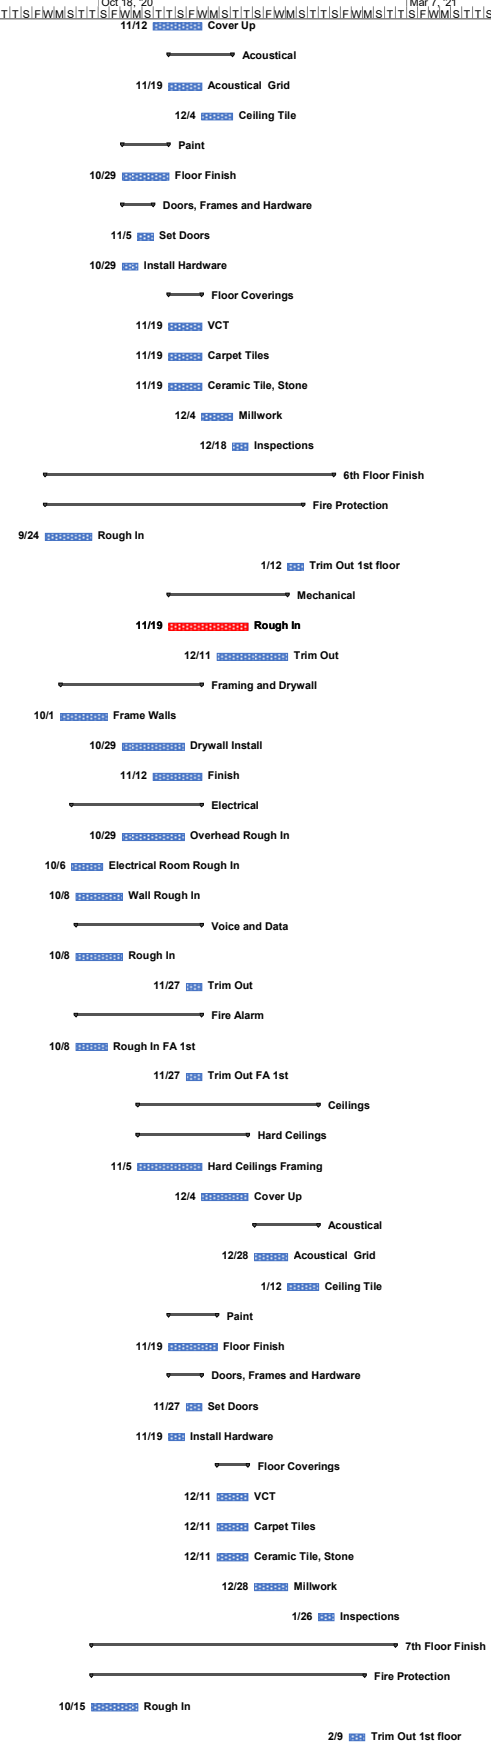 Oct 18, '20 Mar 7, '21
T T S F W M S T T S F W M S T T S F W M S T T S F W M S T T S F W M S T T S F W M S T T
11/12 Cover Up
Acoustical
11/19 Acoustical Grid
12/4 Ceiling Tile
Paint
10/29 Floor Finish
Doors, Frames and Hardware
11/5 Set Doors
10/29 Install Hardware
Floor Coverings
11/19 VCT
11/19 Carpet Tiles
11/19 Ceramic Tile, Stone
12/4 Millwork
12/18 Inspections
6th Floor Finish
Fire Protection
9/24 Rough In
1/12 Trim Out 1st floor
Mechanical
11/19 Rough In
12/11 Trim Out
Framing and Drywall
10/1 Frame Walls
10/29 Drywall Install
11/12 Finish
Electrical
10/29 Overhead Rough In
10/6 Electrical Room Rough In
10/8 Wall Rough In
Voice and Data
10/8 Rough In
11/27 Trim Out
Fire Alarm
10/8 Rough In FA 1st
11/27 Trim Out FA 1st
Ceilings
Hard Ceilings
11/5 Hard Ceilings Framing
12/4 Cover Up
Acoustical
12/28 Acoustical Grid
1/12 Ceiling Tile
Paint
11/19 Floor Finish
Doors, Frames and Hardware
11/27 Set Doors
11/19 Install Hardware
Floor Coverings
12/11 VCT
12/11 Carpet Tiles
12/11 Ceramic Tile, Stone
12/28 Millwork
1/26 Inspections
7th Floor Finish
Fire Protection
10/15 Rough In
2/9 Trim Out 1st floor